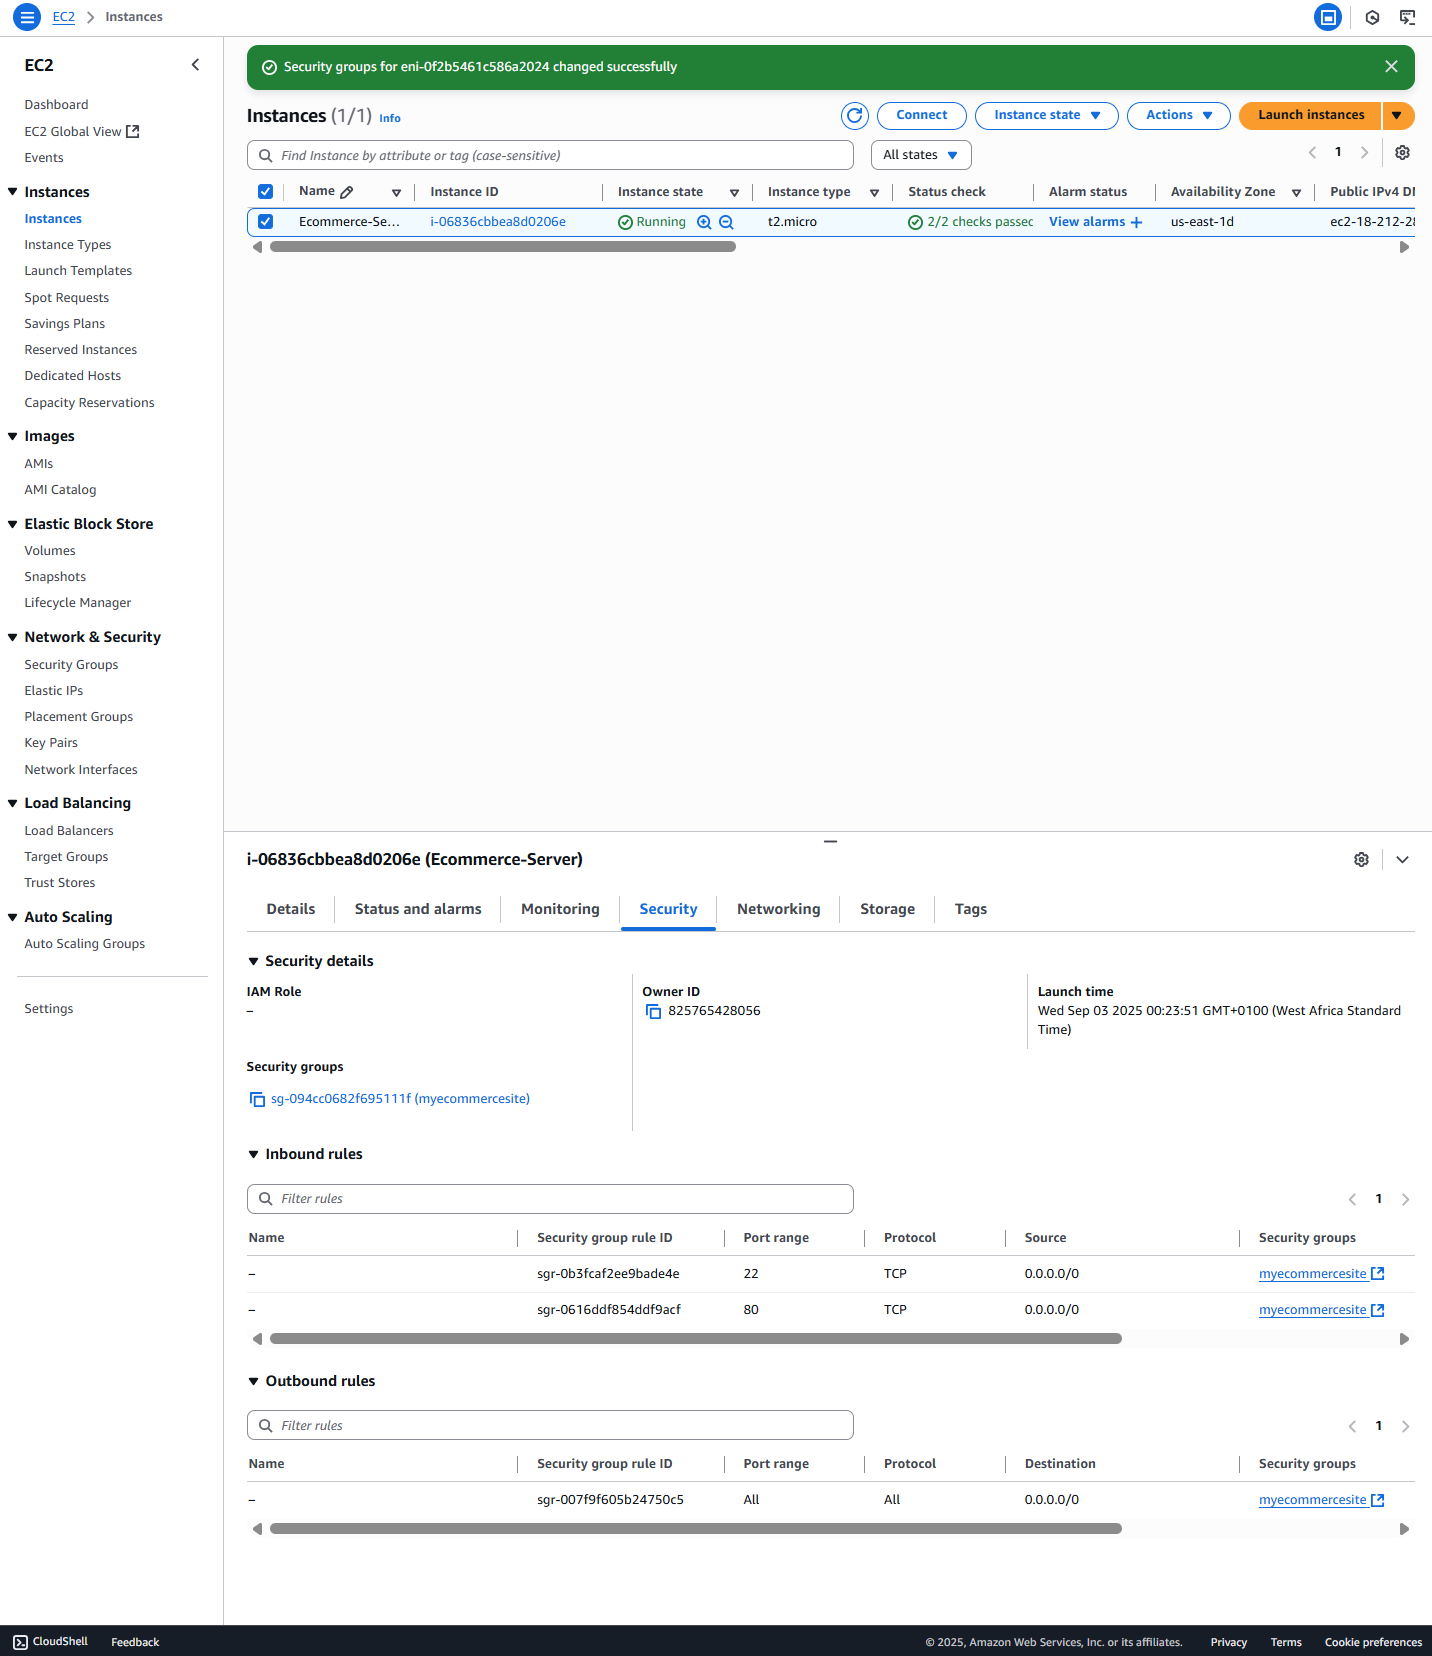 EC2 > Instances
Security groups for eni-0f2b5461c586a2024 changed successfully
EC2
Dashboard
EC2 Global View
Events
Instances
Instances
Instance Types
Launch Templates
Spot Requests
Savings Plans
Reserved Instances
Dedicated Hosts
Capacity Reservations
Images
AMIs
AMI Catalog
Elastic Block Store
Volumes
Snapshots
Lifecycle Manager
Network & Security
Security Groups
Elastic IPs
Placement Groups
Key Pairs
Network Interfaces
Load Balancing
Load Balancers
Target Groups
Trust Stores
Auto Scaling
Auto Scaling Groups
Settings
Instances (1/1) Info
Connect
Instance state
Actions
Launch instances
Find Instance by attribute or tag (case-sensitive)
All states
1
Name Instance ID Instance state Instance type Status check Alarm status Availability Zone Public IPv4
Ecommerce-Se... i-06836cbbea8d0206e Running t2.micro 2/2 checks passec View alarms + us-east-1d ec2-18-212-28
i-06836cbbea8d0206e (Ecommerce-Server)
Details Status and alarms Monitoring Security Networking Storage Tags
Security details
IAM Role
–
Owner ID
825765428056
Launch time
Wed Sep 03 2025 00:23:51 GMT+0100 (West Africa Standard
Time)
Security groups
sg-094cc0682f695111f (myecommercesite)
Inbound rules
Filter rules
1
Name Security group rule ID Port range Protocol Source Security groups
– sgr-0b3fcaf2ee9bade4e 22 TCP 0.0.0.0/0 myecommercesite
– sgr-0616ddf854ddf9acf 80 TCP 0.0.0.0/0 myecommercesite
Outbound rules
Filter rules
1
Name Security group rule ID Port range Protocol Destination Security groups
– sgr-007f9f605b24750c5 All All 0.0.0.0/0 myecommercesite
CloudShell Feedback © 2025, Amazon Web Services, Inc. or its affiliates. Privacy Terms Cookie preferences